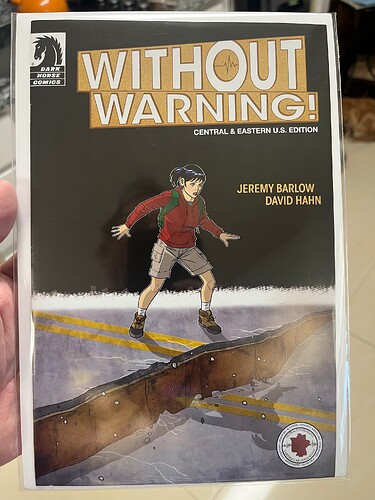 DARK
HORSE
COMICS
WITHOUT
WARNING!
CENTRAL & EASTERN U.S. EDITION
JEREMY BARLOW
DAVID HAHN